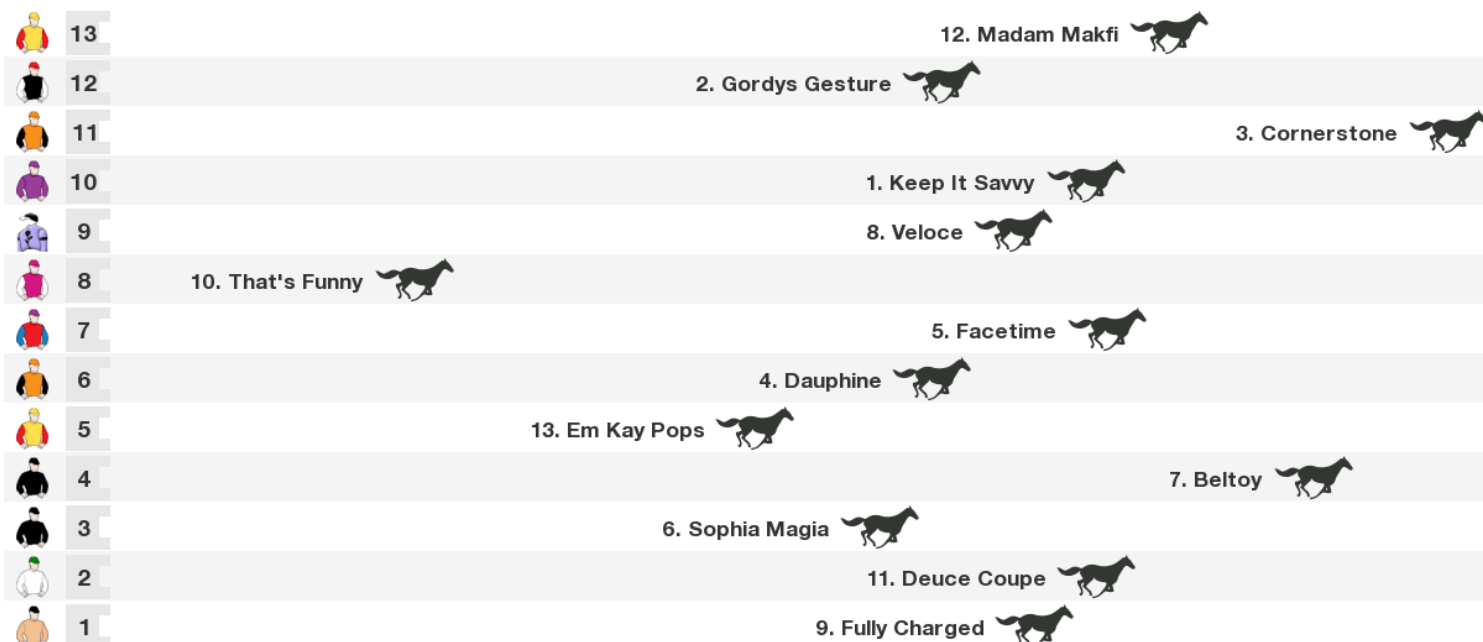 13 12. Madam Makfi
12 2. Gordys Gesture
11 3. Cornerstone
10 1. Keep It Savvy
9 8. Veloce
8 10. That's Funny
7 5. Facetime
6 4. Dauphine
5 13. Em Kay Pops
4 7. Beltoy
3 6. Sophia Magia
2 11. Deuce Coupe
1 9. Fully Charged